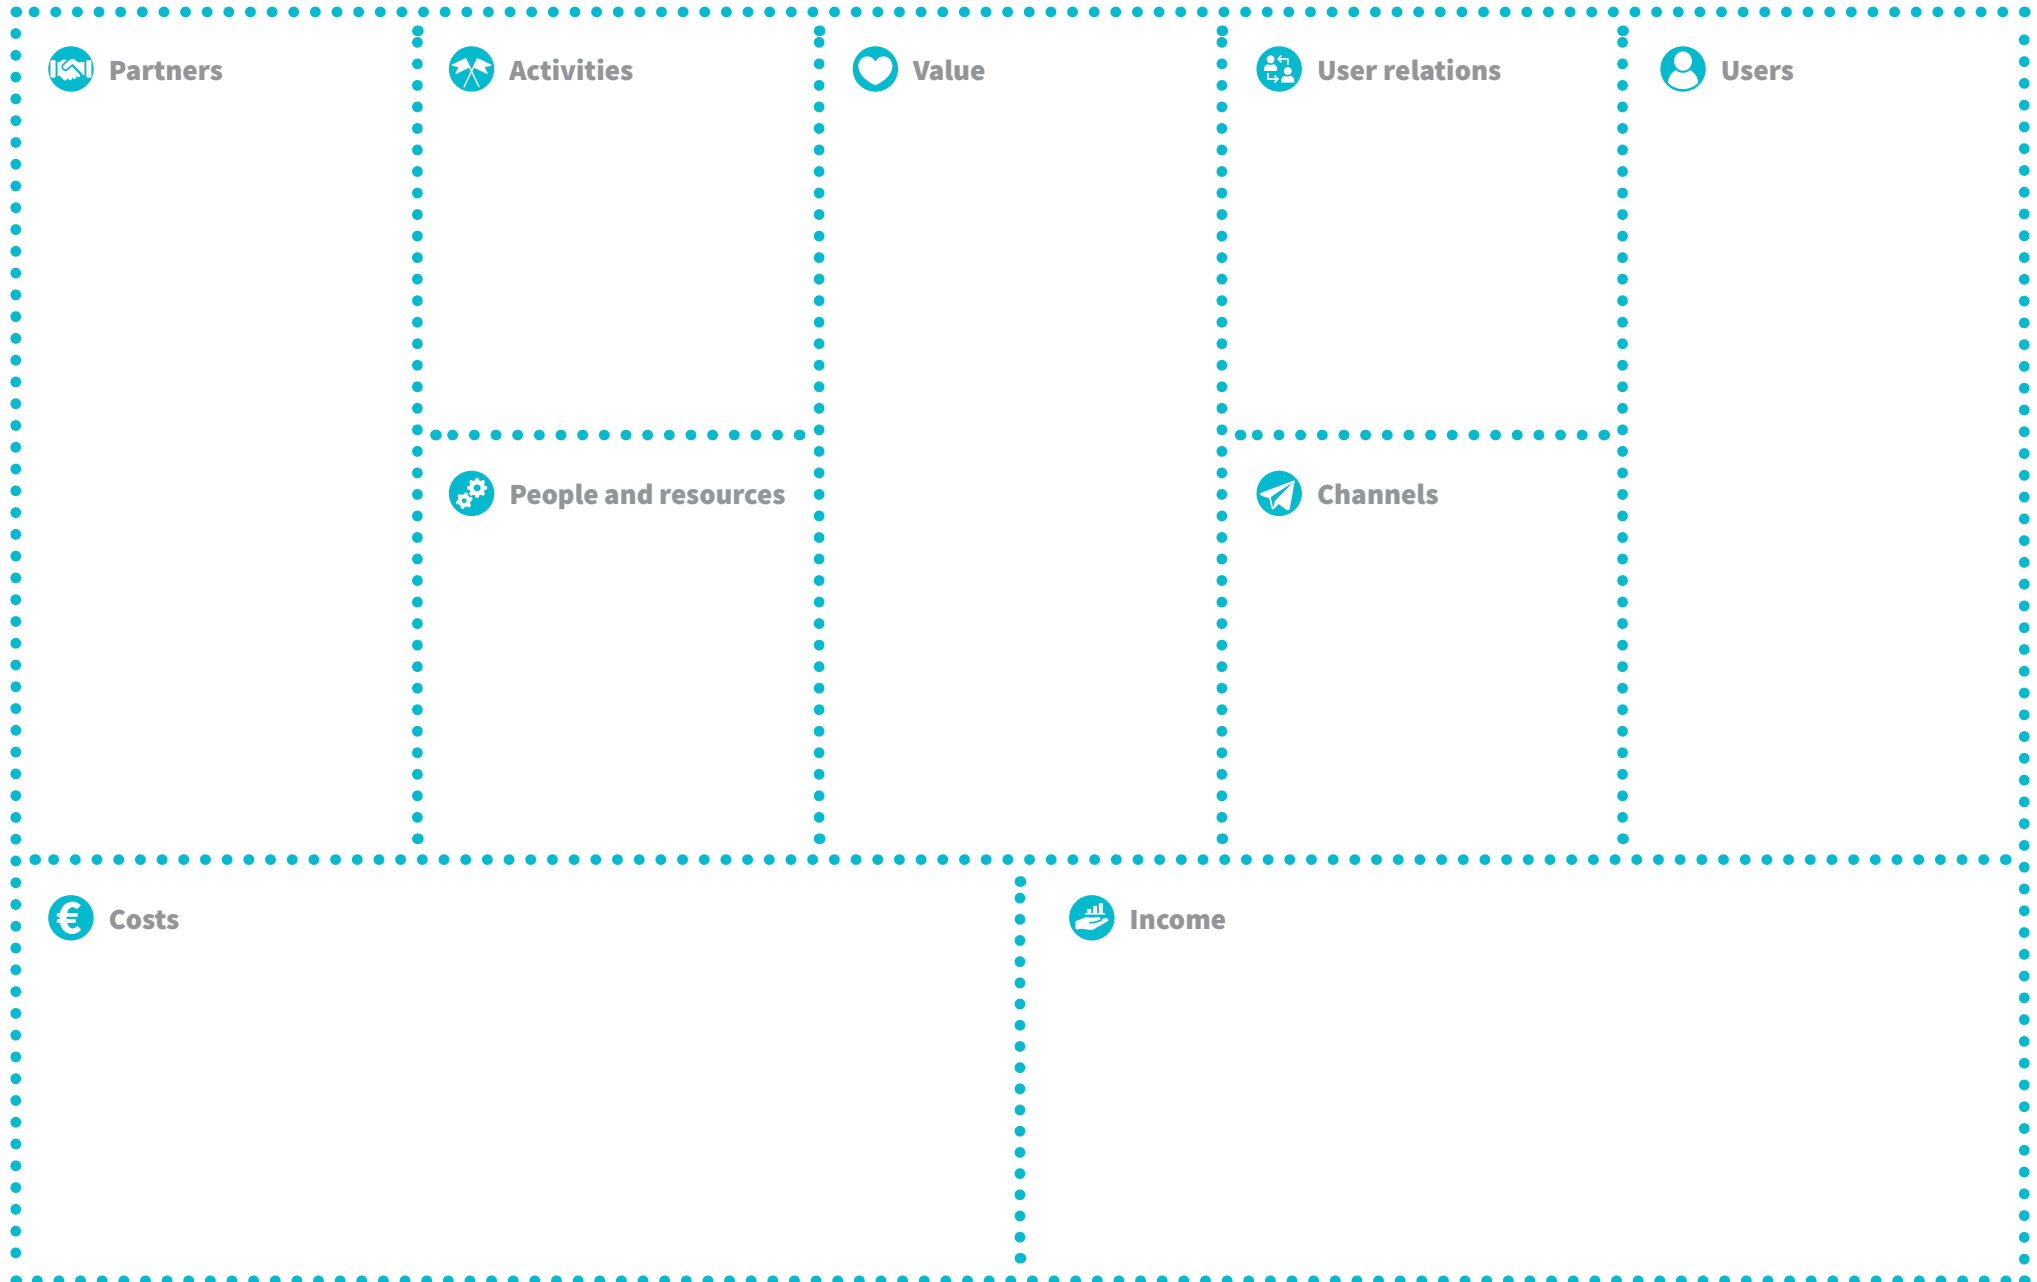 Partners
Activities
Value
User relations
Users
People and resources
Channels
Costs
Income